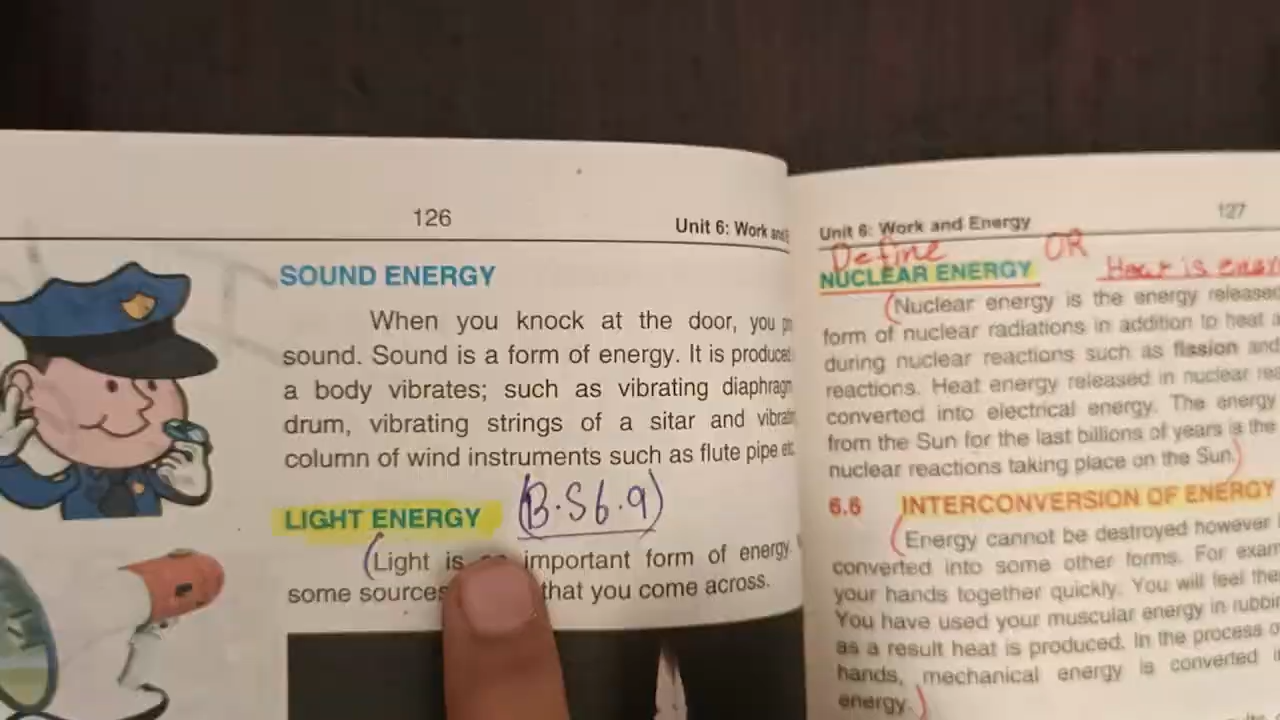 126
Unit 6: Work and
SOUND ENERGY
When you knock at the door, you
sound. Sound is a form of energy. It is produced
a body vibrates; such as vibrating diaphragm
drum, vibrating strings of a sitar and
column of wind instruments such as flute pipe etc
LIGHT ENERGY (B.S6.9)
(Light is important form of energy.
some sources that you come across.
127
Unit 6: Work and Energy
Define OR
NUCLEAR ENERGY Heat is
(Nuclear energy is the energy release
form of nuclear radiations in addition to heat a
during nuclear reactions such as fission and
reactions. Heat energy released in nuclear rea
converted into electrical energy. The energy
from the Sun for the last billions of years is the
nuclear reactions taking place on the Sun.)
6.6 INTERCONVERSION OF ENERGY
(Energy cannot be destroyed however
converted into some other forms. For exam
your hands together quickly. You will feel the
You have used your muscular energy in rubbin
as a result heat is produced. In the process o
hands, mechanical energy is converted i
energy.)